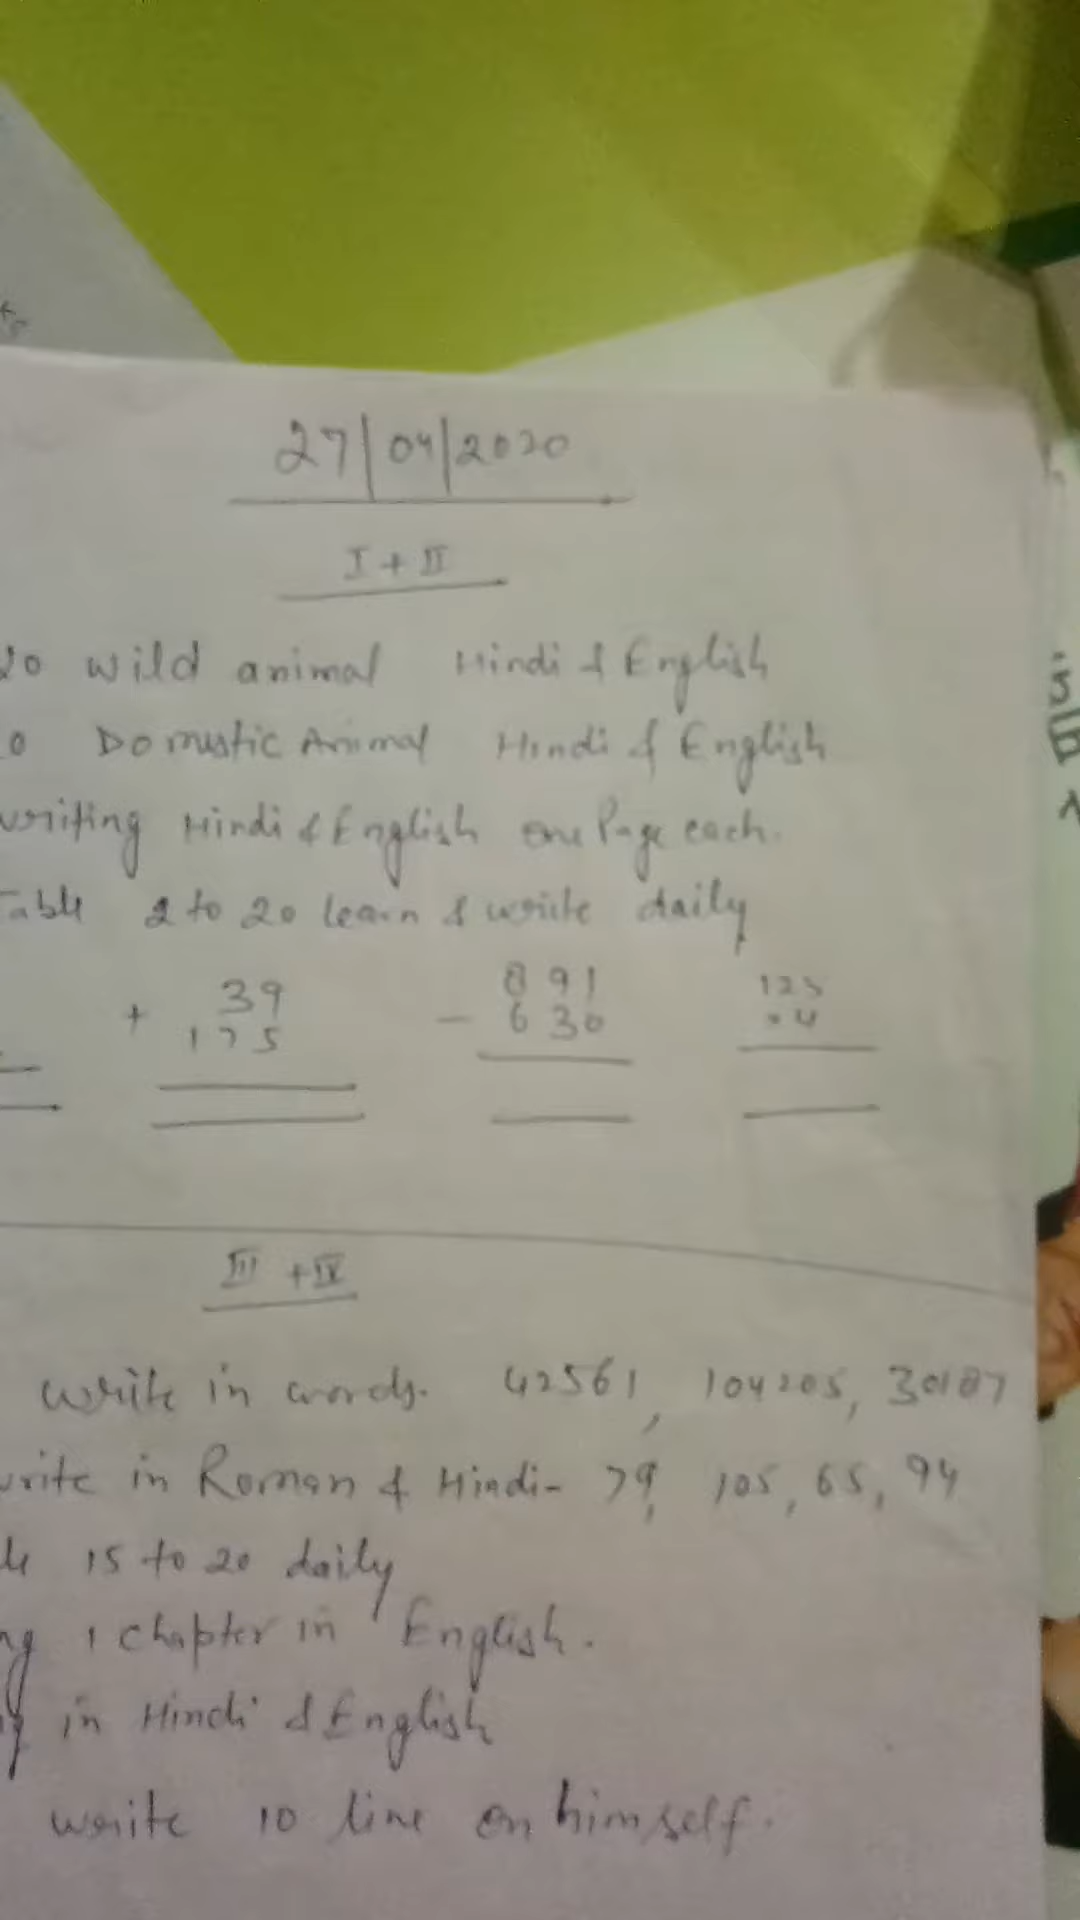 27/04/2020
I + II
20 wild animal Hindi & English
Domestic Animal Hindi & English
writing Hindi & English one Page each.
Table 2 to 20 learn & write daily
39 891 123
+ 175 - 630 × 4
III + IV
write in words. 42561, 104205, 30187
write in Roman & Hindi- 79, 105, 65, 94
15 to 20 daily
1 chapter in English.
in Hindi & English
write 10 line on himself.